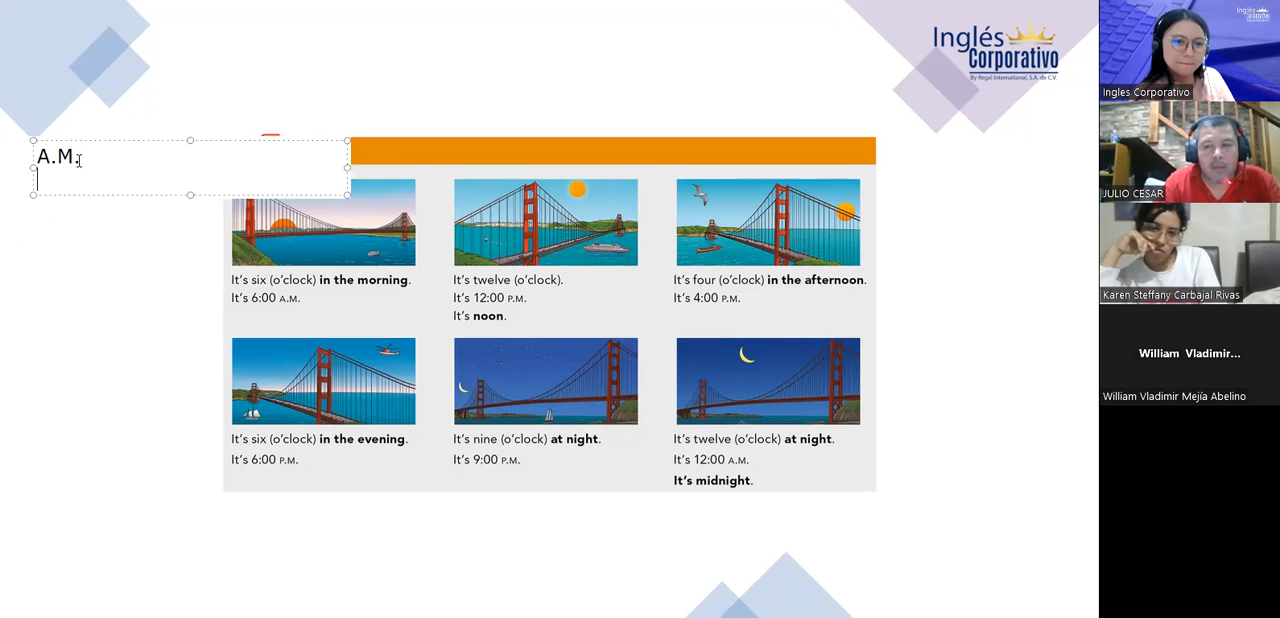 Inglés
Corporativo
By Regal International, S.A. de C.V.
A.M.
It's six (o'clock) in the morning.
It's 6:00 A.M.
It's twelve (o'clock).
It's 12:00 P.M.
It's noon.
It's four (o'clock) in the afternoon.
It's 4:00 P.M.
It's six (o'clock) in the evening.
It's 6:00 P.M.
It's nine (o'clock) at night.
It's 9:00 P.M.
It's twelve (o'clock) at night.
It's 12:00 A.M.
It's midnight.
Ingles Corporativo
JULIO CESAR
Karen Steffany Carbajal Rivas
William Vladimir...
William Vladimir Mejía Abelino